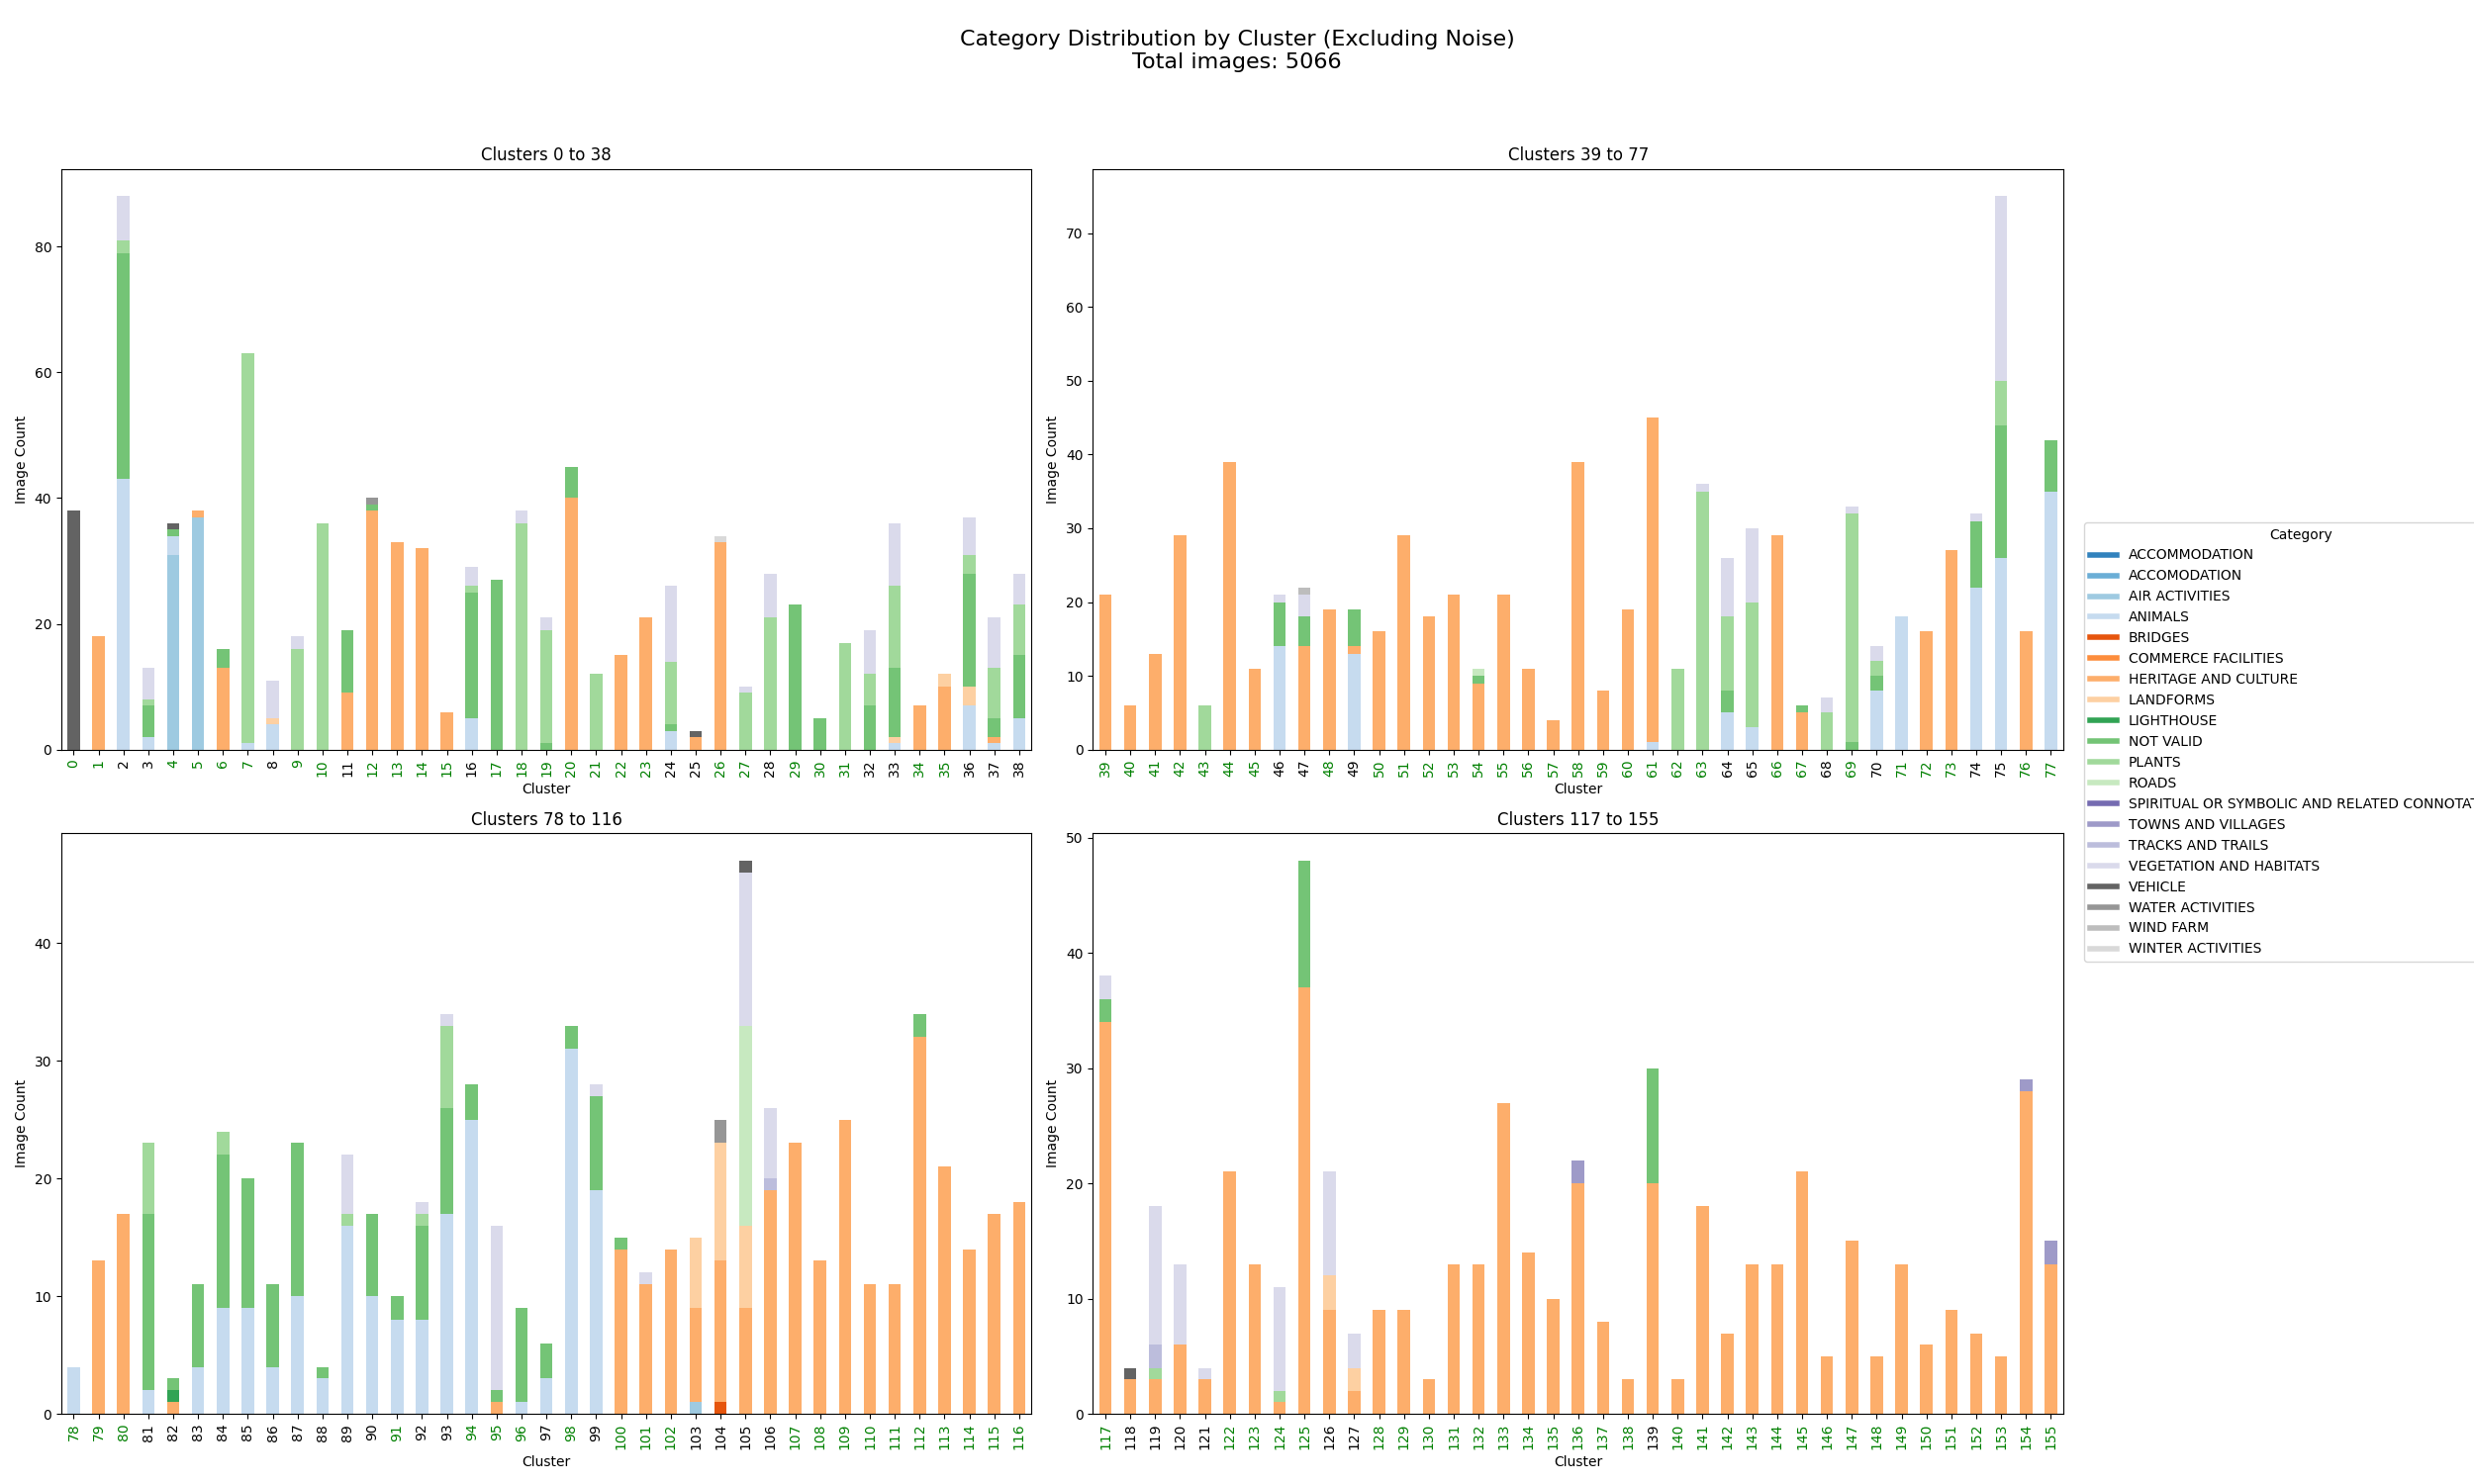 Category Distribution by Cluster (Excluding Noise)
Total images: 5066
Clusters 0 to 38
Image Count
80
60
40
20
0
0 1 2 3 4 5 6 7 8 9 10 11 12 13 14 15 16 17 18 19 20 21 22 23 24 25 26 27 28 29 30 31 32 33 34 35 36 37 38
Cluster
Clusters 39 to 77
Image Count
70
60
50
40
30
20
10
0
39 40 41 42 43 44 45 46 47 48 49 50 51 52 53 54 55 56 57 58 59 60 61 62 63 64 65 66 67 68 69 70 71 72 73 74 75 76 77
Cluster
Clusters 78 to 116
Image Count
40
30
20
10
0
78 79 80 81 82 83 84 85 86 87 88 89 90 91 92 93 94 95 96 97 98 99 100 101 102 103 104 105 106 107 108 109 110 111 112 113 114 115 116
Cluster
Clusters 117 to 155
Image Count
50
40
30
20
10
0
117 118 119 120 121 122 123 124 125 126 127 128 129 130 131 132 133 134 135 136 137 138 139 140 141 142 143 144 145 146 147 148 149 150 151 152 153 154 155
Cluster
Category
ACCOMMODATION
ACCOMODATION
AIR ACTIVITIES
ANIMALS
BRIDGES
COMMERCE FACILITIES
HERITAGE AND CULTURE
LANDFORMS
LIGHTHOUSE
NOT VALID
PLANTS
ROADS
SPIRITUAL OR SYMBOLIC AND RELATED CONNOTAT
TOWNS AND VILLAGES
TRACKS AND TRAILS
VEGETATION AND HABITATS
VEHICLE
WATER ACTIVITIES
WIND FARM
WINTER ACTIVITIES